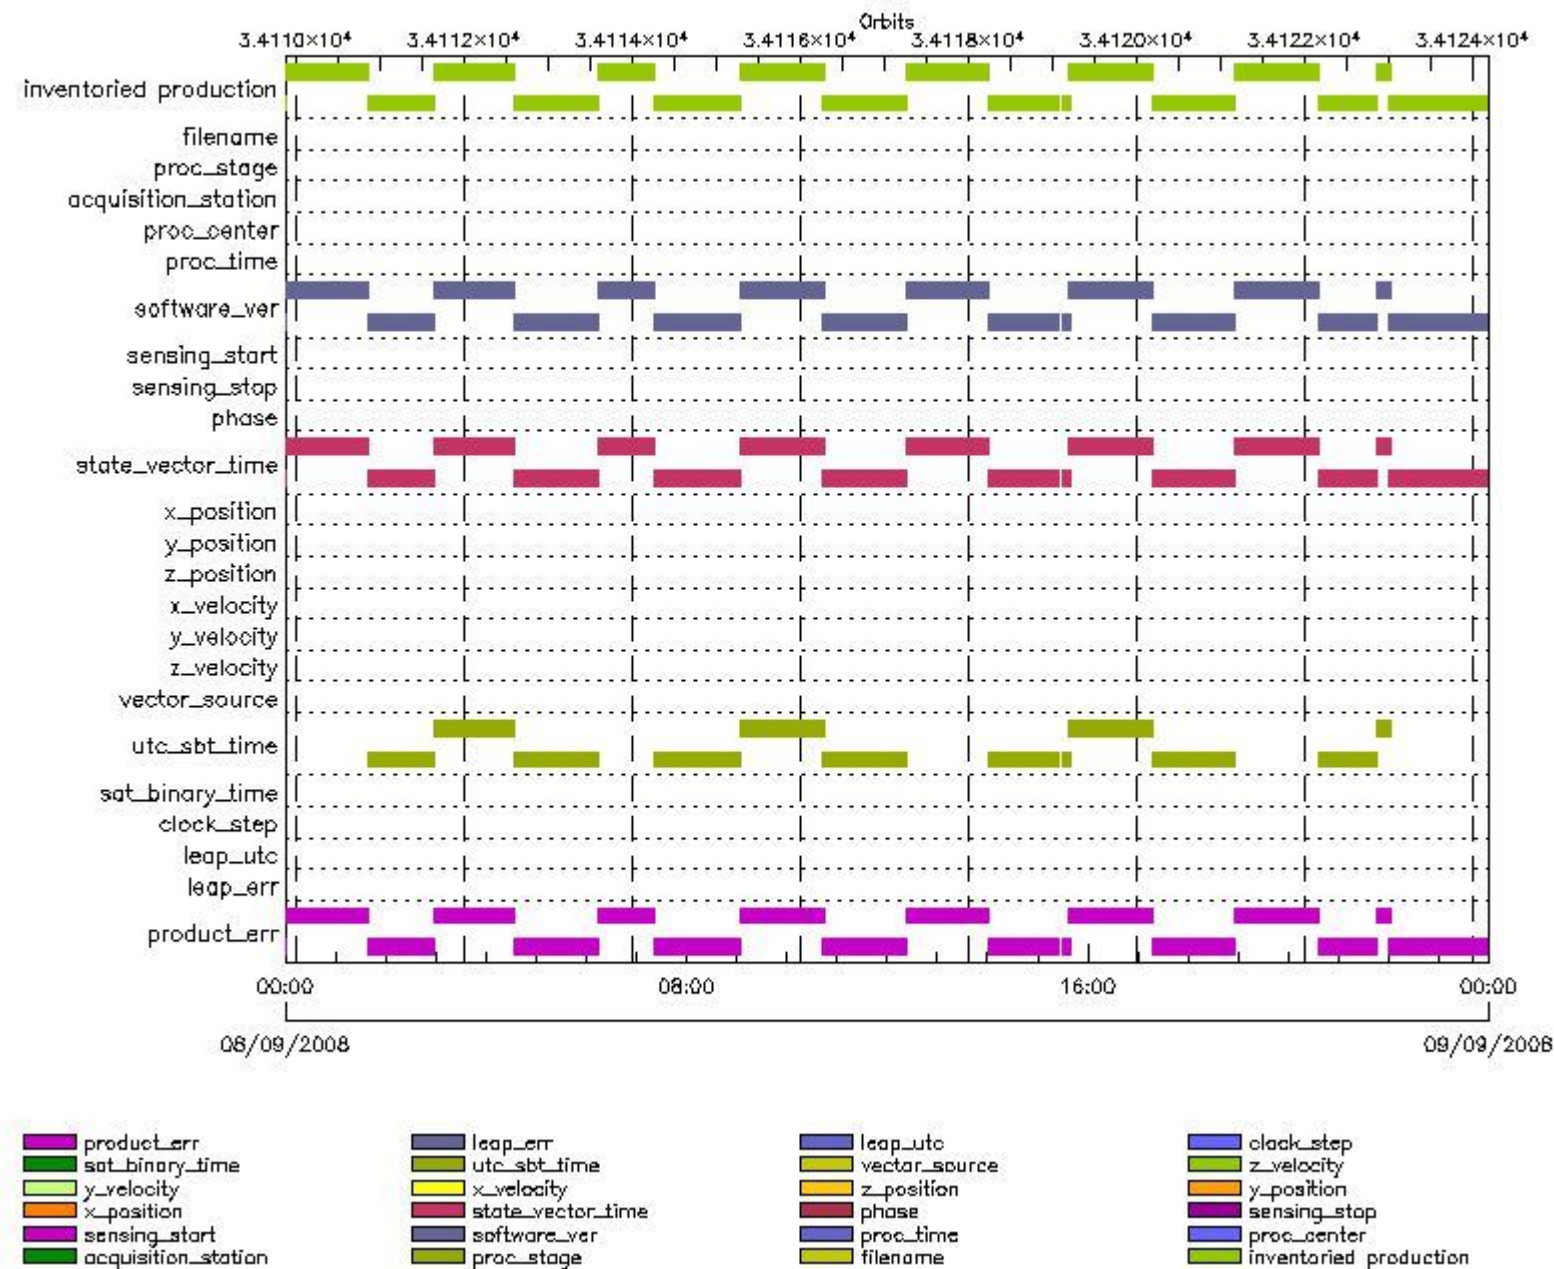 Orbits
3.4110×10⁴ 3.4112×10⁴ 3.4114×10⁴ 3.4116×10⁴ 3.4118×10⁴ 3.4120×10⁴ 3.4122×10⁴ 3.4124×10⁴
inventoried production
filename
proc_stage
acquisition_station
proc_center
proc_time
software_ver
sensing_start
sensing_stop
phase
state_vector_time
x_position
y_position
z_position
x_velocity
y_velocity
z_velocity
vector_source
utc_sbt_time
sat_binary_time
clock_step
leap_utc
leap_err
product_err
00:00 08:00 16:00 00:00
08/09/2008 09/09/2008
product_err leap_err leap_utc clock_step
sat_binary_time utc_sbt_time vector_source z_velocity
y_velocity x_velocity z_position y_position
x_position state_vector_time phase sensing_stop
sensing_start software_ver proc_time proc_center
acquisition_station proc_stage filename inventoried production